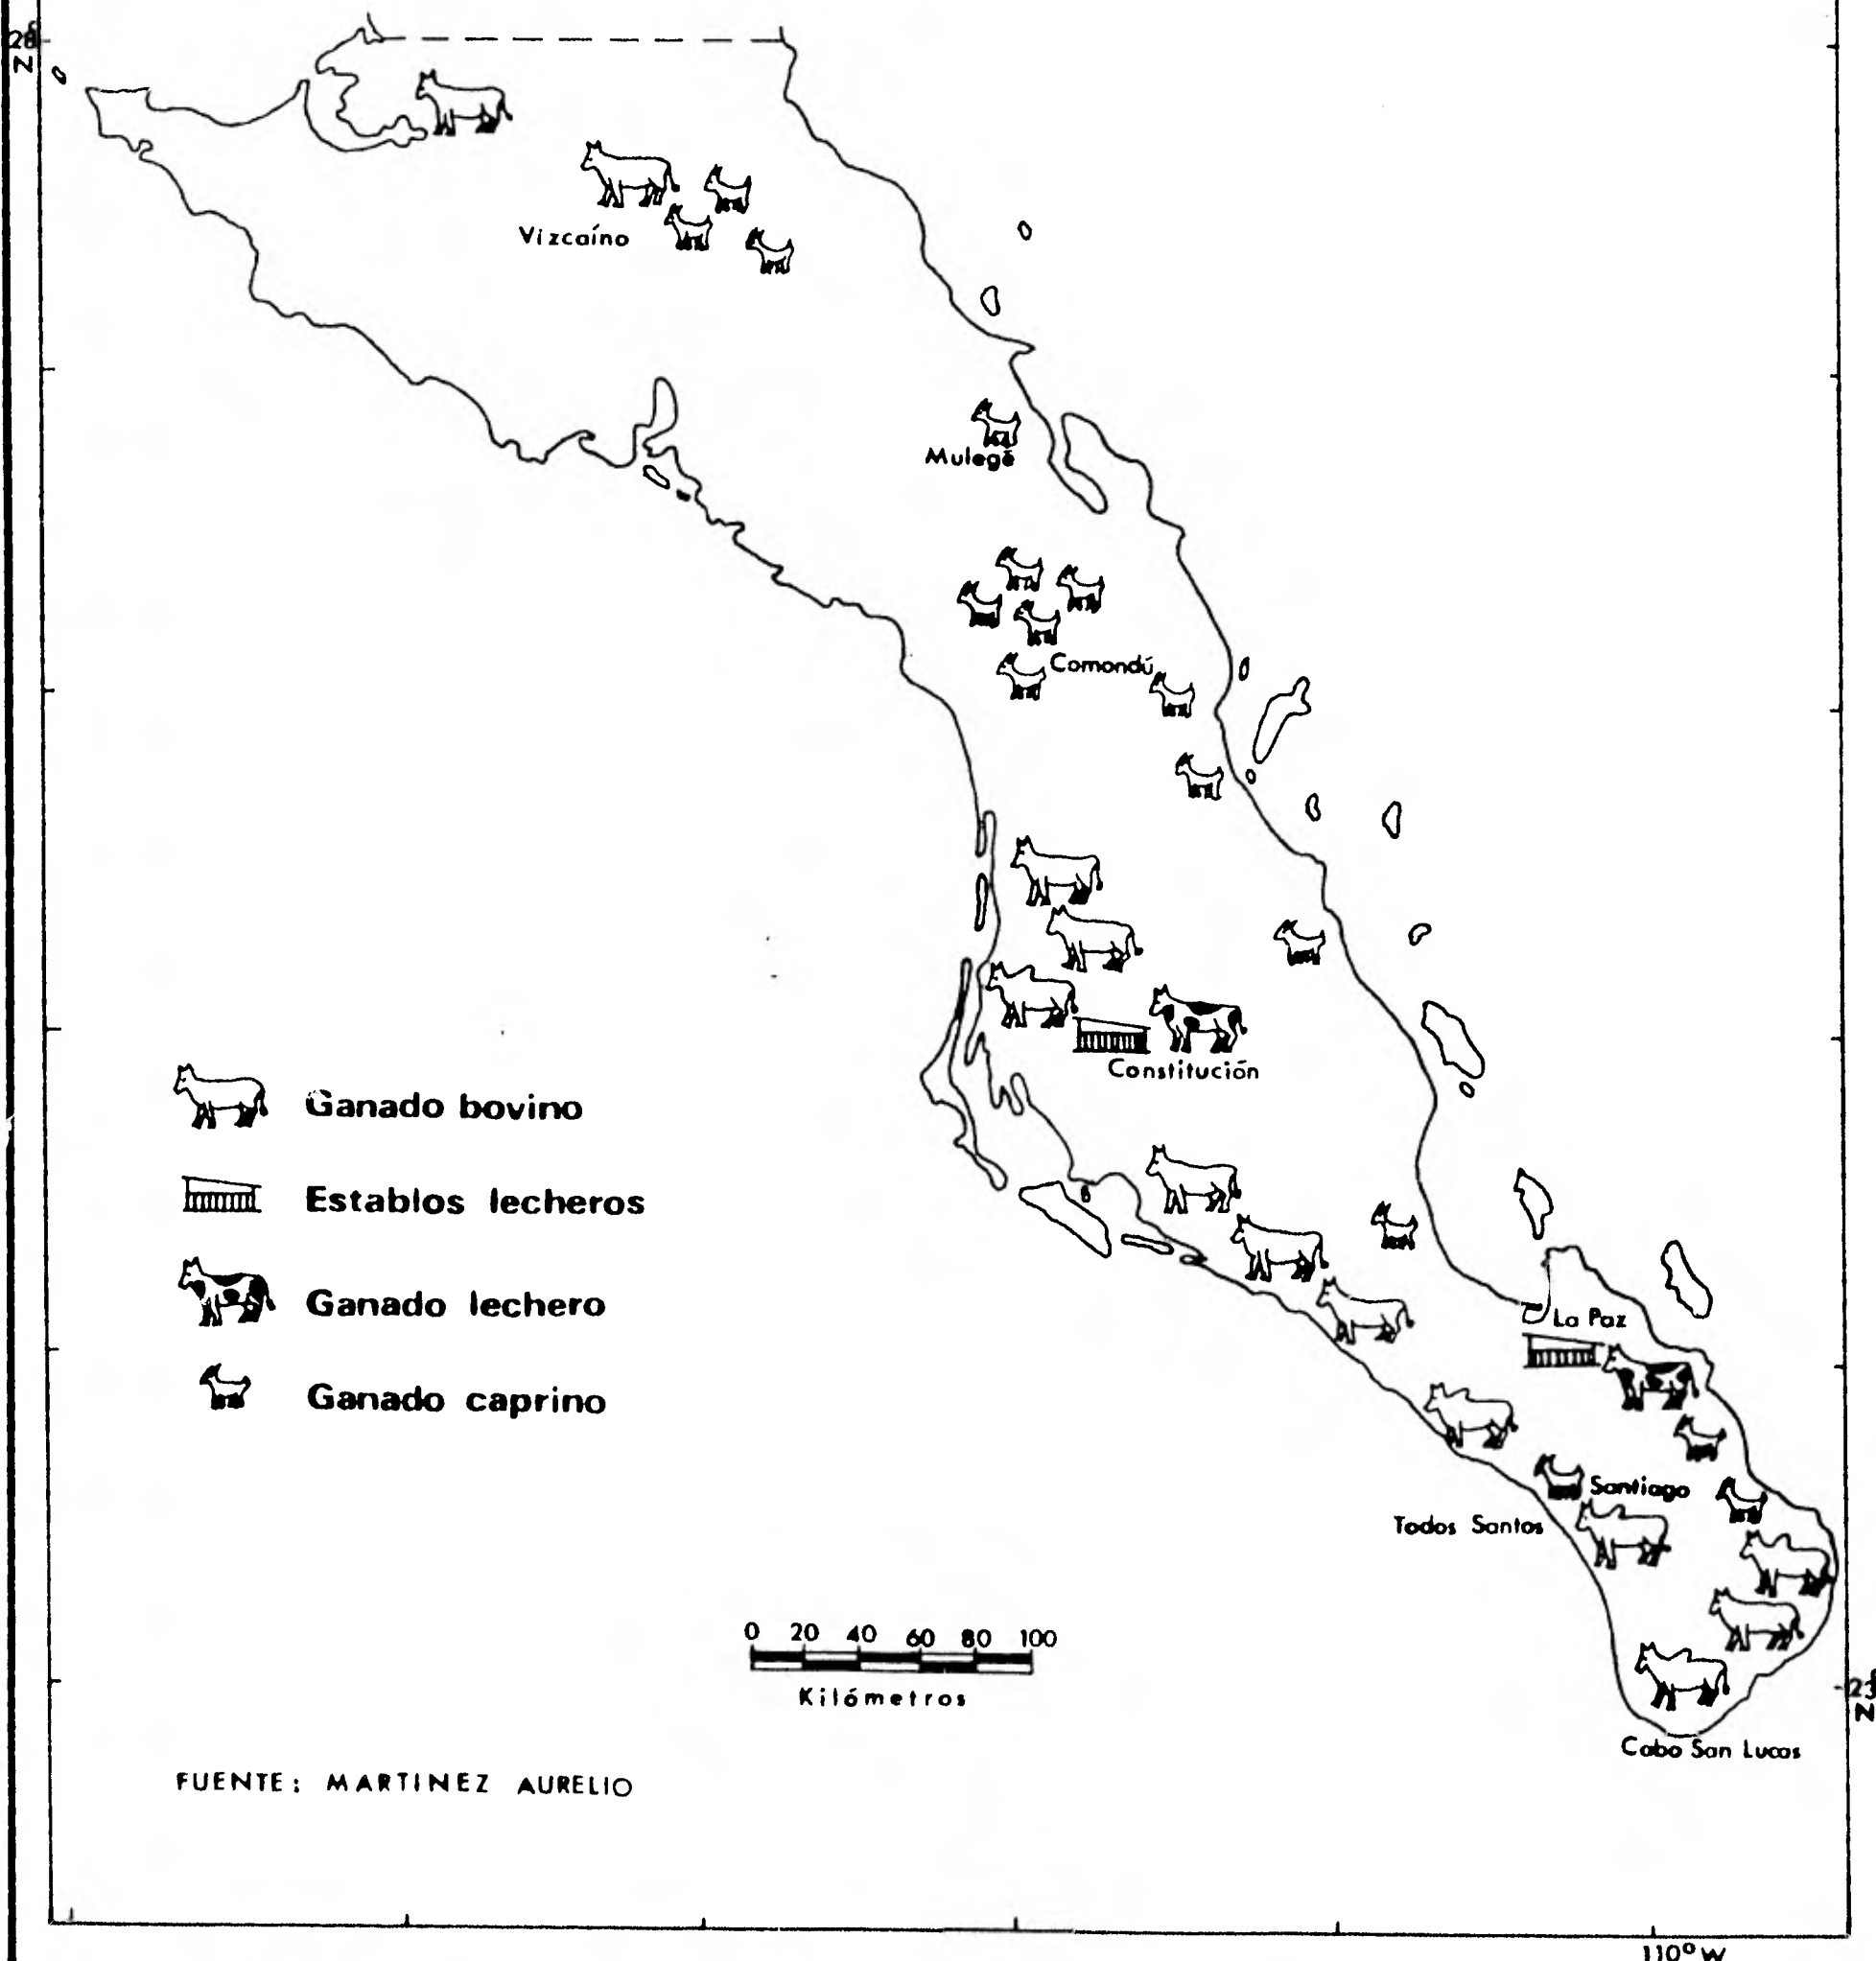 28°
N
Vizcaíno
Mulegé
Comondú
Constitución
Ganado bovino
Establos lecheros
Ganado lechero
Ganado caprino
La Paz
Santiago
Todos Santos
0 20 40 60 80 100
Kilómetros
23°
N
Cabo San Lucas
FUENTE: MARTINEZ AURELIO
110° W